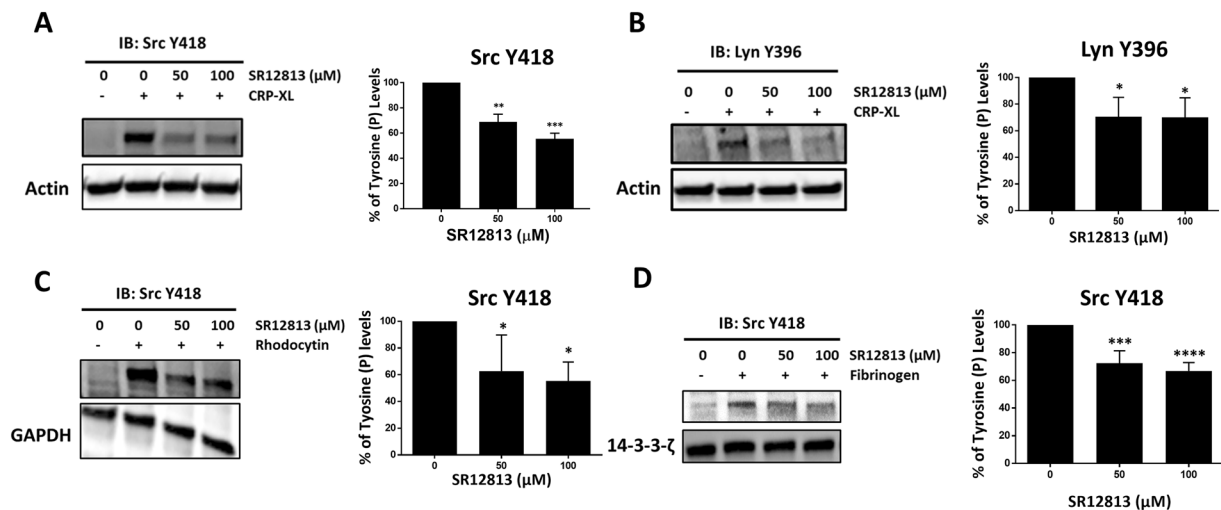 A
IB: Src Y418
0 0 50 100 SR12813 (µM)
- + + + CRP-XL
Actin
Src Y418
% of Tyrosine (P) Levels
100
80
60
40
20
0
** ***
0 50 100
SR12813 (µM)
B
IB: Lyn Y396
0 0 50 100 SR12813 (µM)
- + + + CRP-XL
Actin
Lyn Y396
% of Tyrosine (P) Levels
100
80
60
40
20
0
* *
0 50 100
SR12813 (µM)
C
IB: Src Y418
0 0 50 100 SR12813 (µM)
- + + + Rhodocytin
GAPDH
Src Y418
% of Tyosine (P) levels
100
80
60
40
20
0
* *
0 50 100
SR12813 (µM)
D
IB: Src Y418
0 0 50 100 SR12813 (µM)
- + + + Fibrinogen
14-3-3-ζ
Src Y418
% of Tyrosine (P) Levels
100
80
60
40
20
0
*** ****
0 50 100
SR12813 (µM)